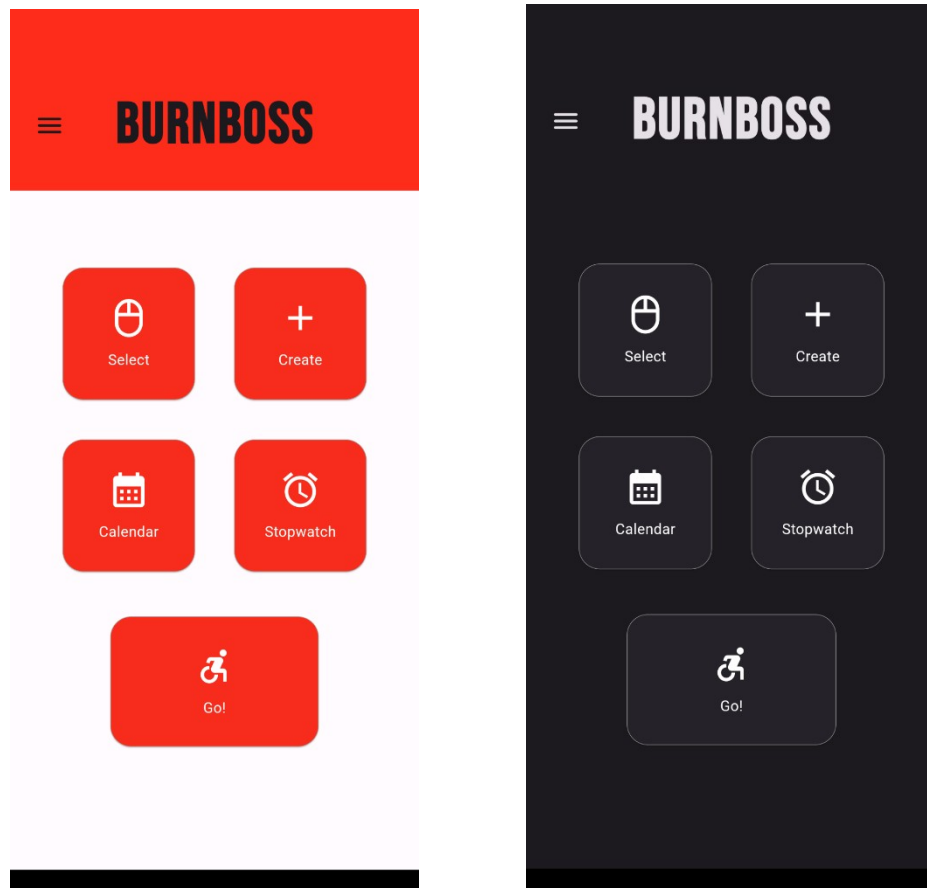 BURNBOSS
Select
Create
Calendar
Stopwatch
Go!
BURNBOSS
Select
Create
Calendar
Stopwatch
Go!